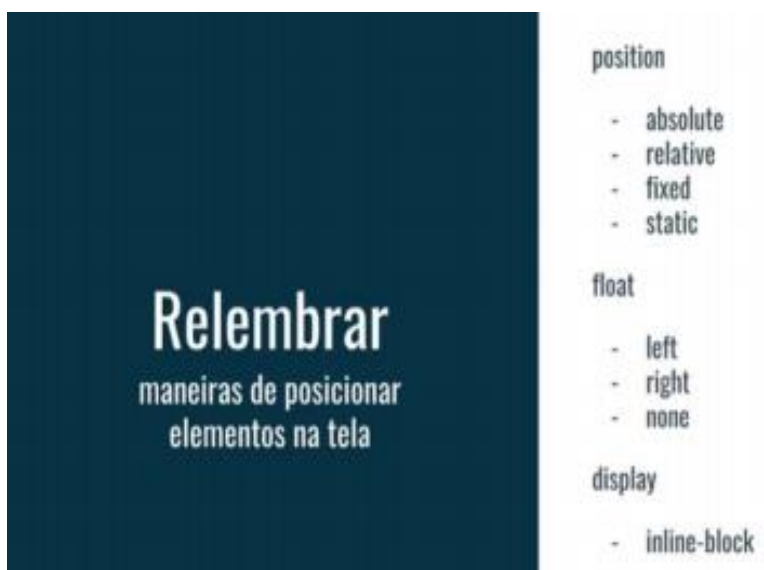 Relembrar
maneiras de posicionar
elementos na tela
position
- absolute
- relative
- fixed
- static
float
- left
- right
- none
display
- inline-block